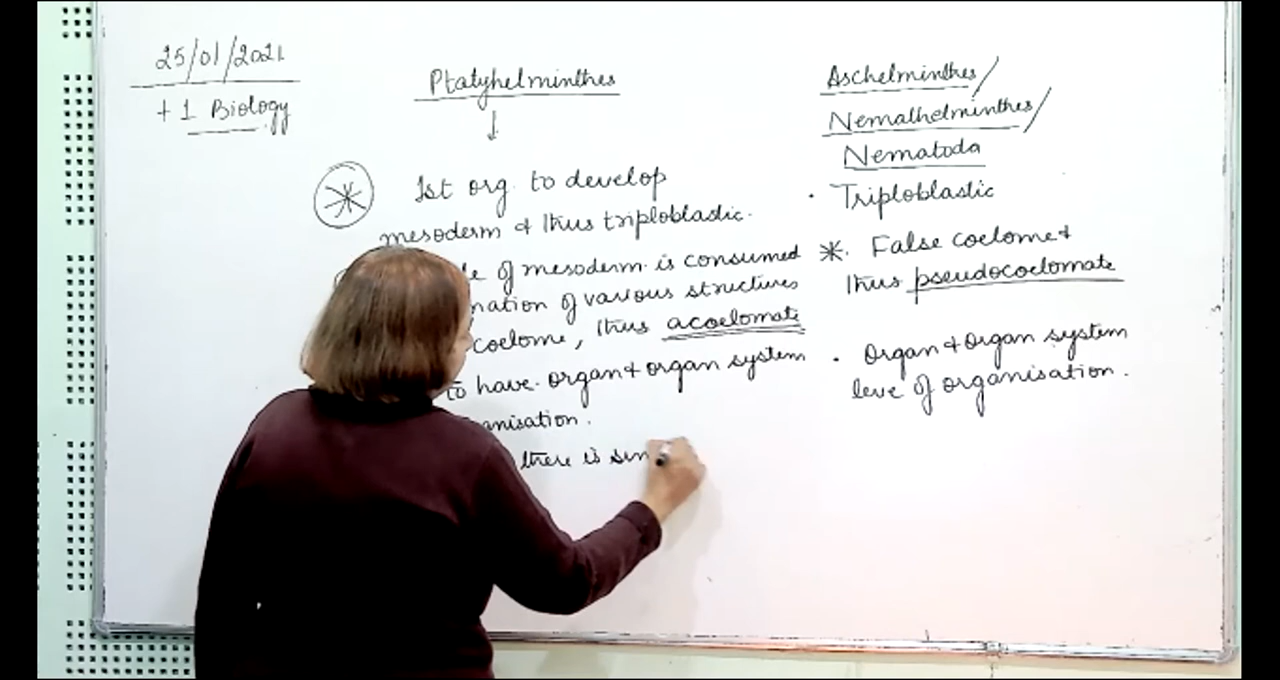 25/01/2021
+1 Biology
Platyhelminthes
↓
1st org. to develop
mesoderm & thus triploblastic.
of mesoderm is consumed
of various structures
coelome, thus acoelomate
to have organ & organ system
there is
Aschelminthes/
Nemalhelminthes/
Nematoda
· Triploblastic
*. False coelome &
thus pseudocoelomate
· Organ & Organ system
leve of organisation.